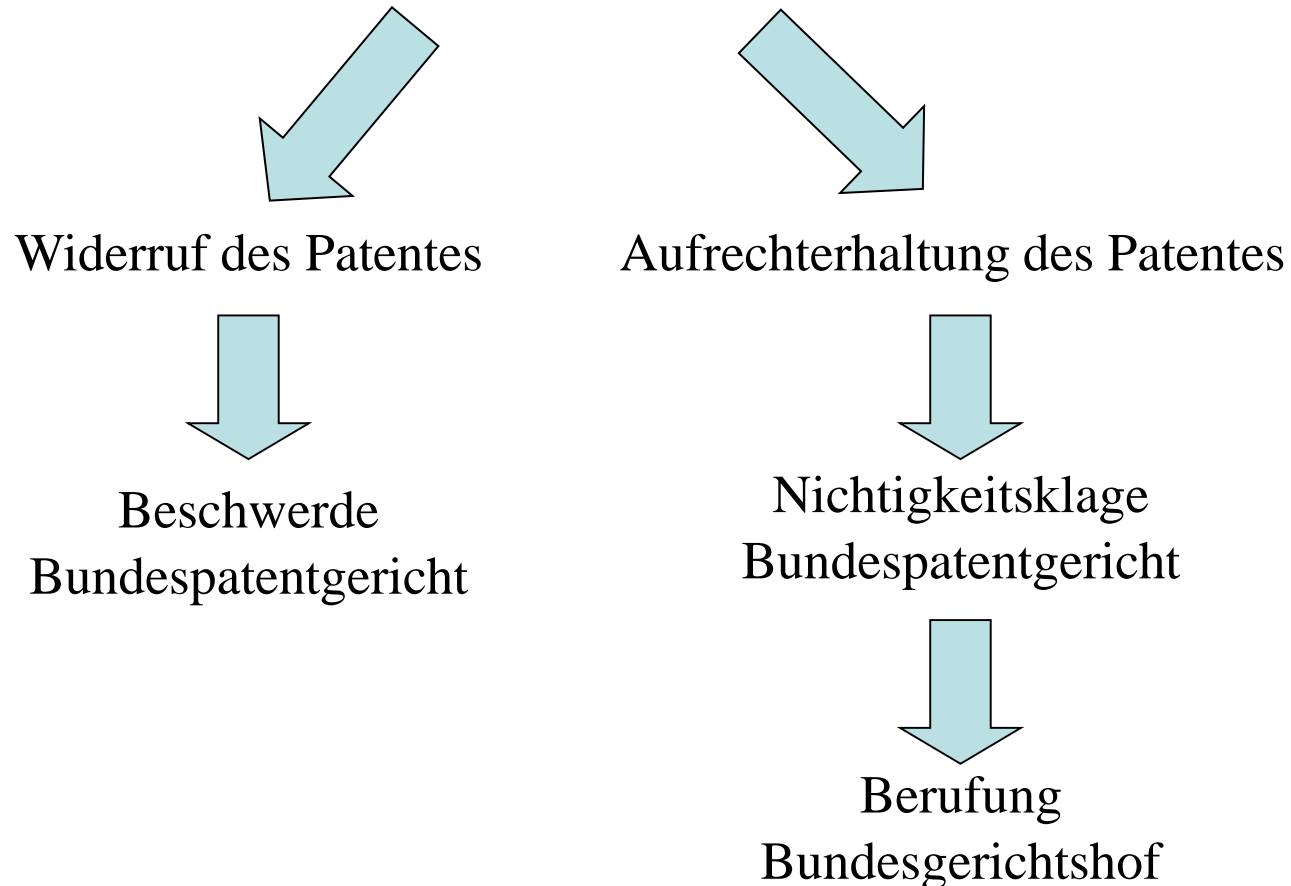 Widerruf des Patentes
Aufrechterhaltung des Patentes
Beschwerde
Bundespatentgericht
Nichtigkeitsklage
Bundespatentgericht
Berufung
Bundesgerichtshof